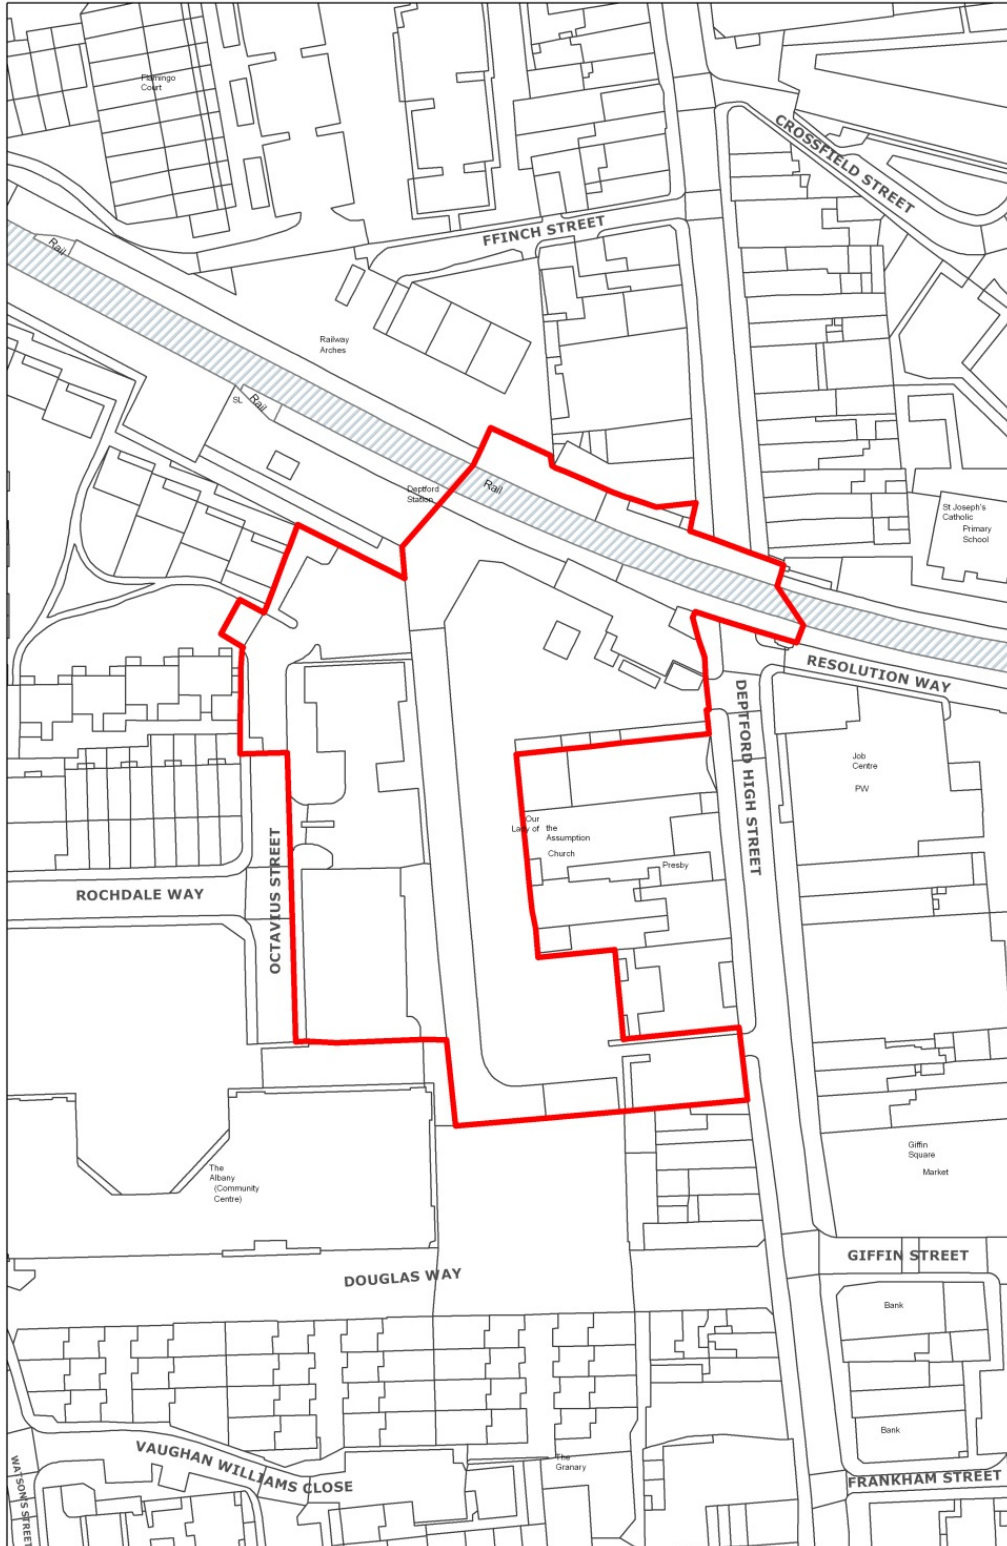 Flamingo
Court
CROSSFIELD STREET
FFINCH STREET
Rail
Railway
Arches
SL
Rail
Deptford
Station
Rail
St Joseph's
Catholic
Primary
School
RESOLUTION WAY
DEPTFORD HIGH STREET
Job
Centre
PW
Our
Lady of
the
Assumption
Church
Presby
OCTAVIUS STREET
ROCHDALE WAY
The
Albany
(Community
Centre)
Giffin
Square
Market
GIFFIN STREET
DOUGLAS WAY
Bank
Bank
VAUGHAN WILLIAMS CLOSE
The
Granary
WATSON'S STREET
FRANKHAM STREET